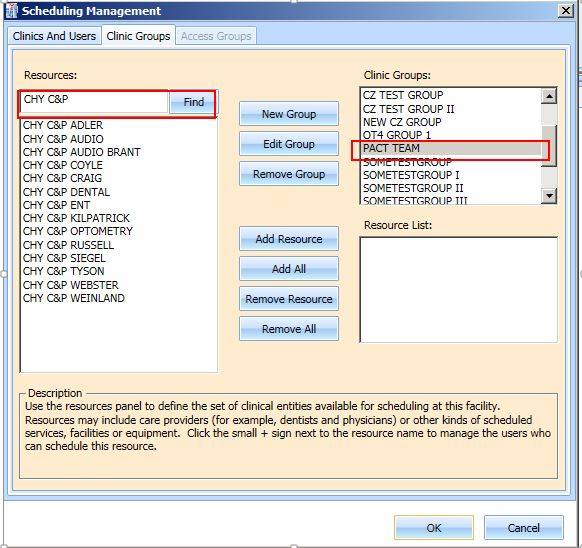 Scheduling Management
Clinics And Users
Clinic Groups
Access Groups
Resources:
CHY C&P
Find
CHY C&P ADLER
CHY C&P AUDIO
CHY C&P AUDIO BRANT
CHY C&P COYLE
CHY C&P CRAIG
CHY C&P DENTAL
CHY C&P ENT
CHY C&P KILPATRICK
CHY C&P OPTOMETRY
CHY C&P RUSSELL
CHY C&P SIEGEL
CHY C&P TYSON
CHY C&P WEBSTER
CHY C&P WEINLAND
New Group
Edit Group
Remove Group
Add Resource
Add All
Remove Resource
Remove All
Clinic Groups:
CZ TEST GROUP
CZ TEST GROUP II
NEW CZ GROUP
OT4 GROUP 1
PACT TEAM
SOMETESTGROUP
SOMETESTGROUP I
SOMETESTGROUP II
SOMETESTGROUP III
Resource List:
Description
Use the resources panel to define the set of clinical entities available for scheduling at this facility.
Resources may include care providers (for example, dentists and physicians) or other kinds of scheduled
services, facilities or equipment. Click the small + sign next to the resource name to manage the users who
can schedule this resource.
OK
Cancel